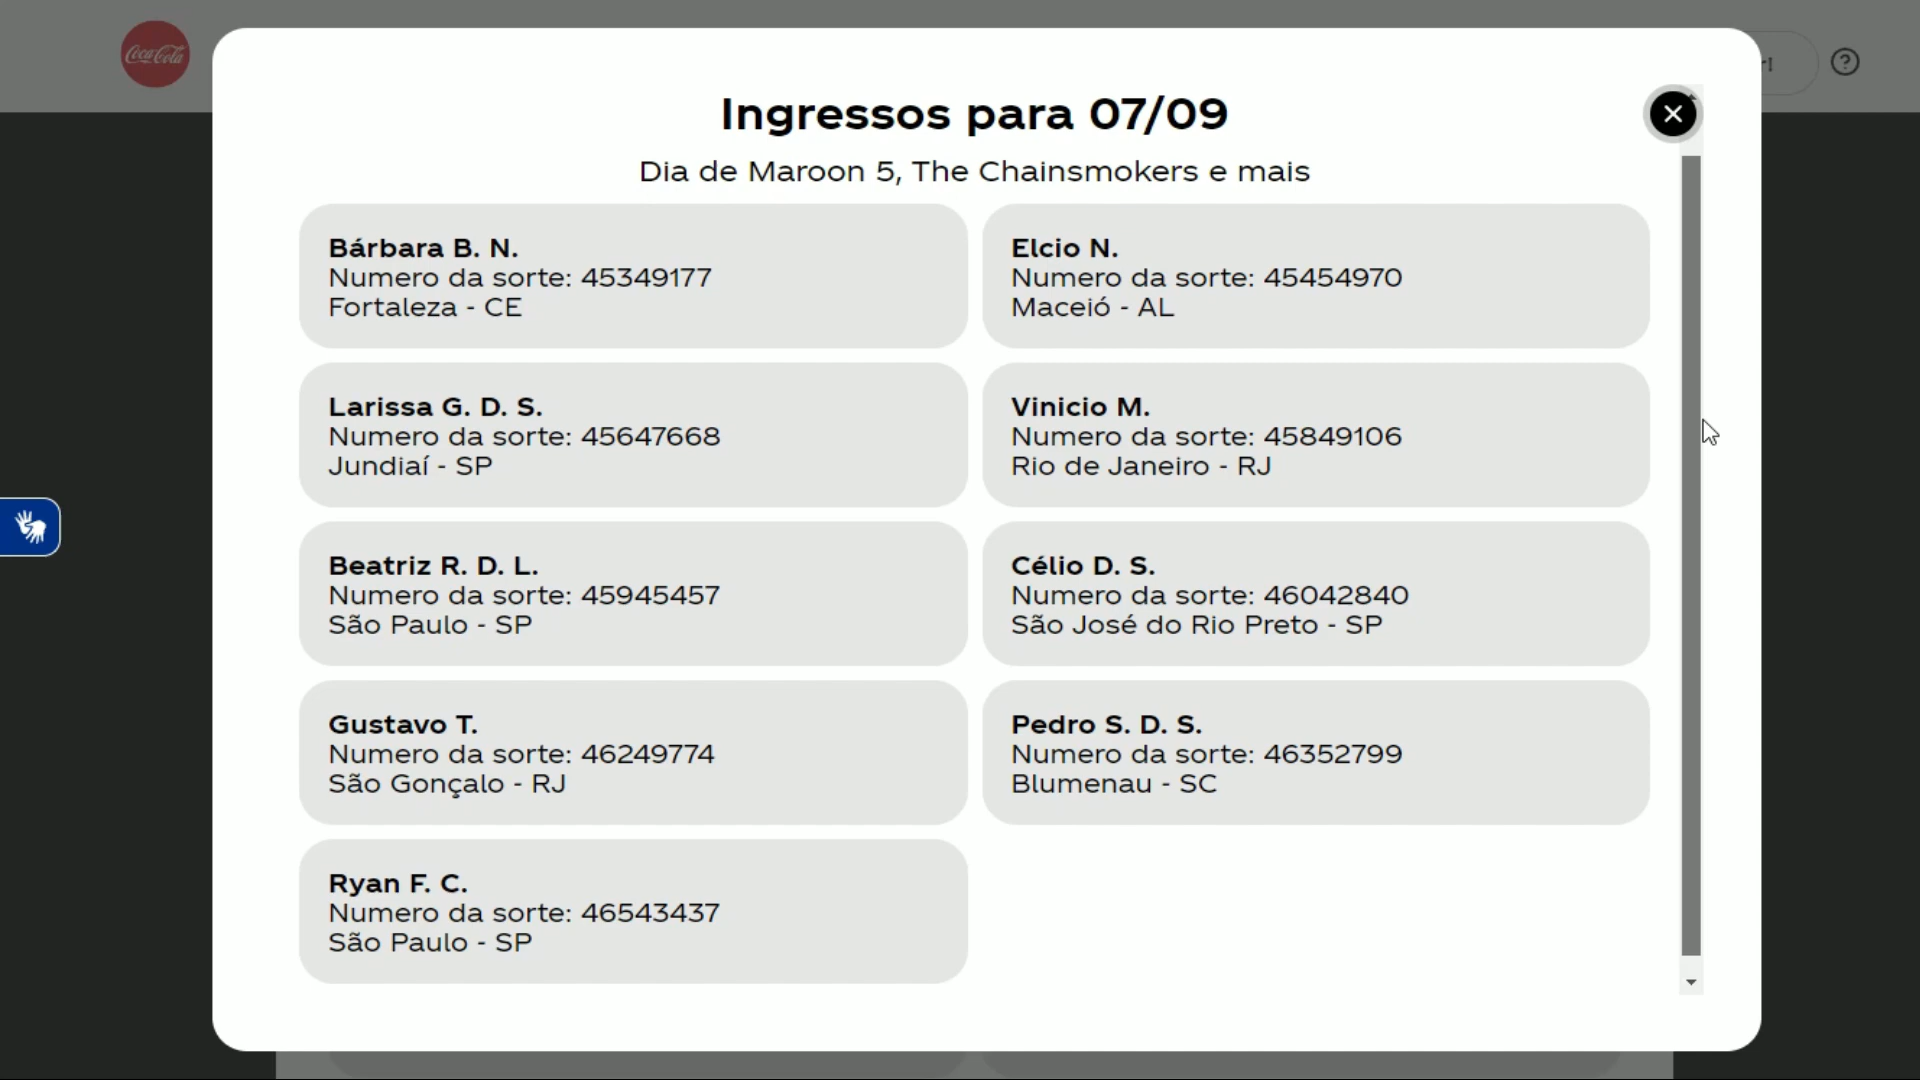 Coca-Cola
Ingressos para 07/09
Dia de Maroon 5, The Chainsmokers e mais
Bárbara B. N.
Numero da sorte: 45349177
Fortaleza - CE
Elcio N.
Numero da sorte: 45454970
Maceió - AL
Larissa G. D. S.
Numero da sorte: 45647668
Jundiaí - SP
Vinicio M.
Numero da sorte: 45849106
Rio de Janeiro - RJ
Beatriz R. D. L.
Numero da sorte: 45945457
São Paulo - SP
Célio D. S.
Numero da sorte: 46042840
São José do Rio Preto - SP
Gustavo T.
Numero da sorte: 46249774
São Gonçalo - RJ
Pedro S. D. S.
Numero da sorte: 46352799
Blumenau - SC
Ryan F. C.
Numero da sorte: 46543437
São Paulo - SP